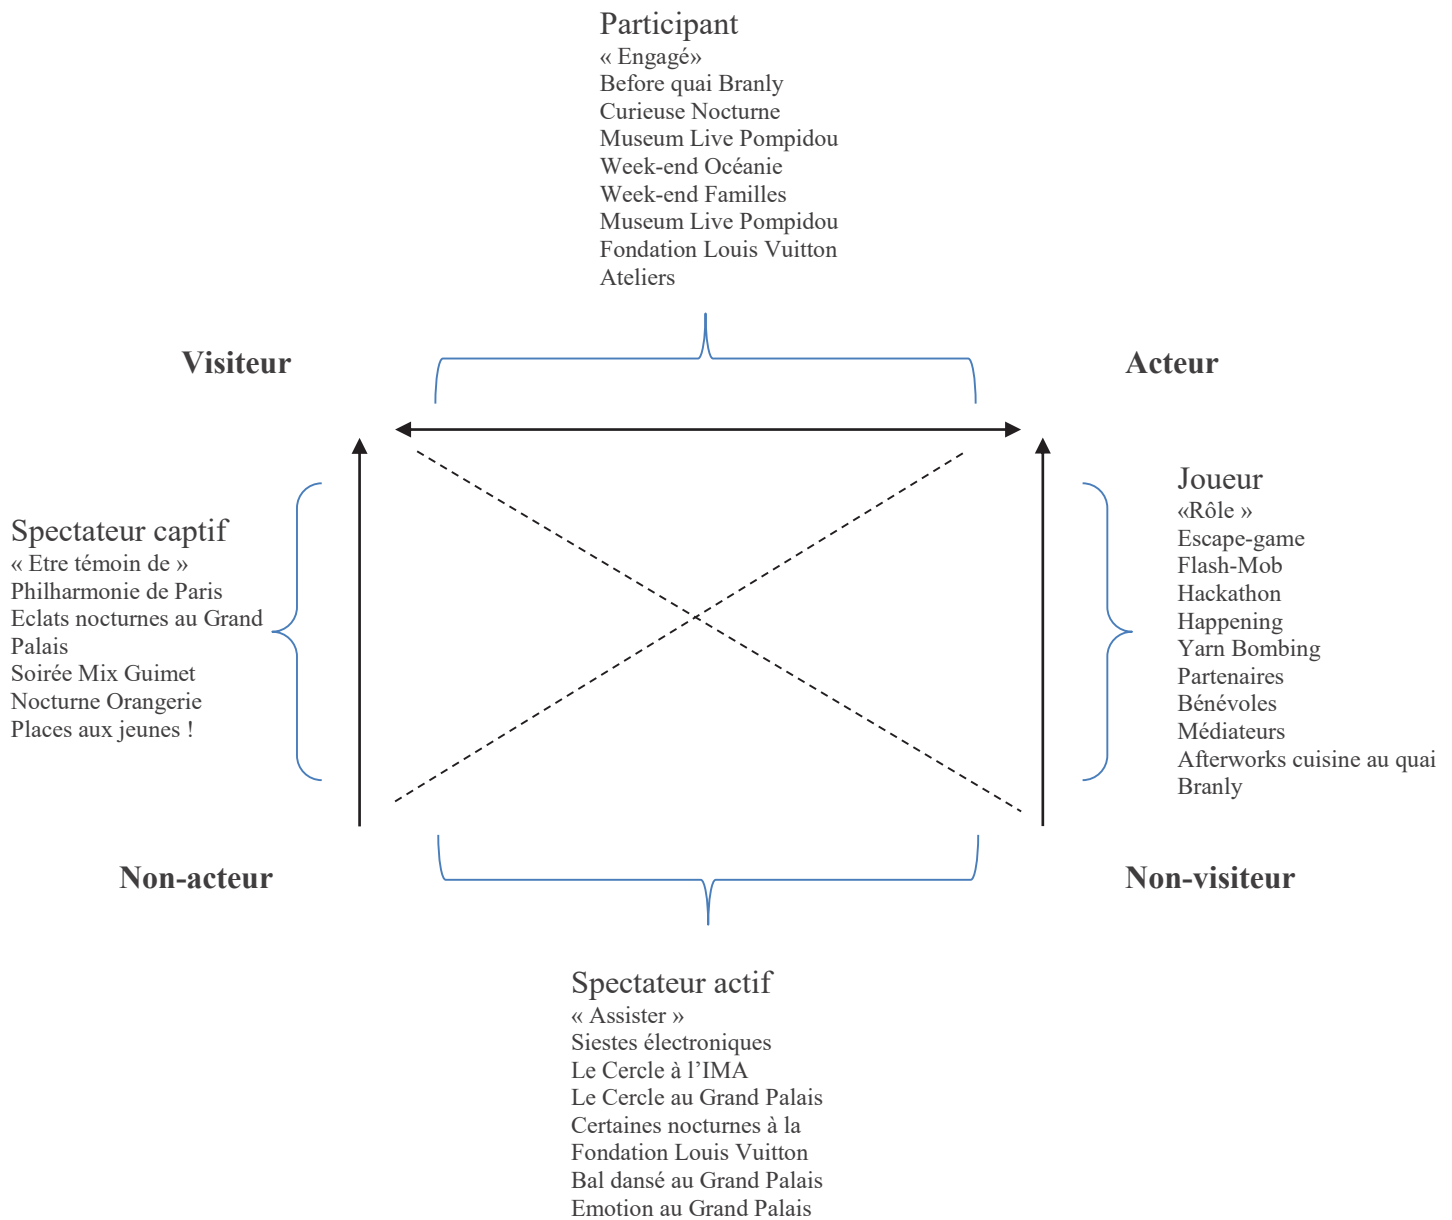 Participant
« Engagé»
Before quai Branly
Curieuse Nocturne
Museum Live Pompidou
Week-end Océanie
Week-end Familles
Museum Live Pompidou
Fondation Louis Vuitton
Ateliers
Visiteur
Acteur
Spectateur captif
« Etre témoin de »
Philharmonie de Paris
Eclats nocturnes au Grand
Palais
Soirée Mix Guimet
Nocturne Orangerie
Places aux jeunes !
Joueur
«Rôle »
Escape-game
Flash-Mob
Hackathon
Happening
Yarn Bombing
Partenaires
Bénévoles
Médiateurs
Afterworks cuisine au quai
Branly
Non-acteur
Non-visiteur
Spectateur actif
« Assister »
Siestes électroniques
Le Cercle à l’IMA
Le Cercle au Grand Palais
Certaines nocturnes à la
Fondation Louis Vuitton
Bal dansé au Grand Palais
Emotion au Grand Palais